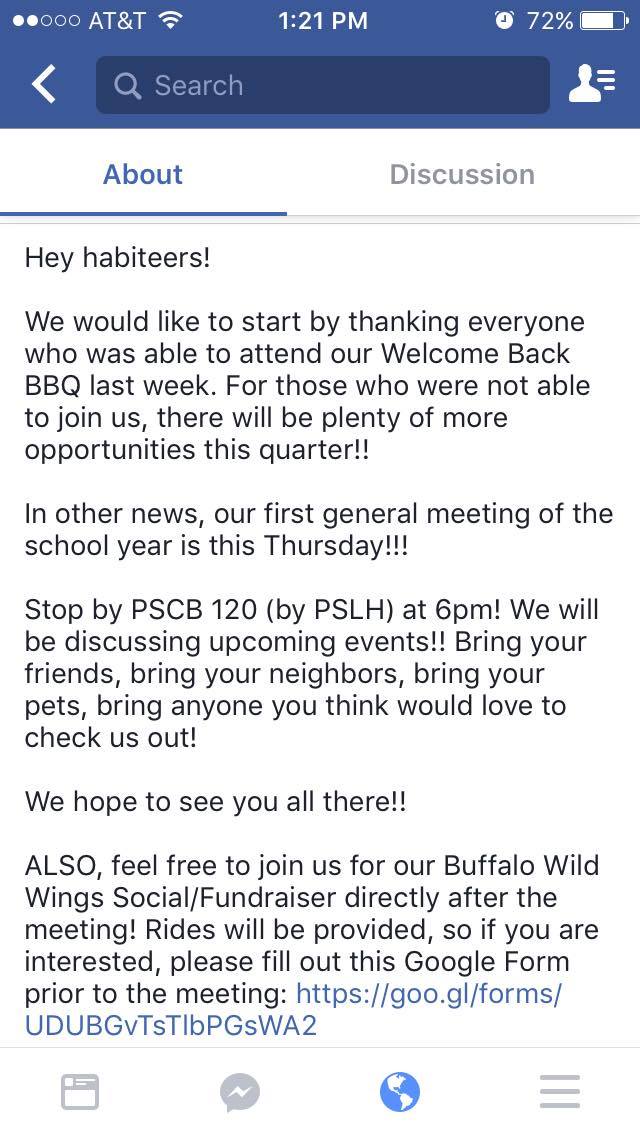 AT&T 1:21 PM 72%
Search
About Discussion
Hey habiteers!
We would like to start by thanking everyone
who was able to attend our Welcome Back
BBQ last week. For those who were not able
to join us, there will be plenty of more
opportunities this quarter!!
In other news, our first general meeting of the
school year is this Thursday!!!
Stop by PSCB 120 (by PSLH) at 6pm! We will
be discussing upcoming events!! Bring your
friends, bring your neighbors, bring your
pets, bring anyone you think would love to
check us out!
We hope to see you all there!!
ALSO, feel free to join us for our Buffalo Wild
Wings Social/Fundraiser directly after the
meeting! Rides will be provided, so if you are
interested, please fill out this Google Form
prior to the meeting: https://goo.gl/forms/
UDUBGvTsTlbPGsWA2